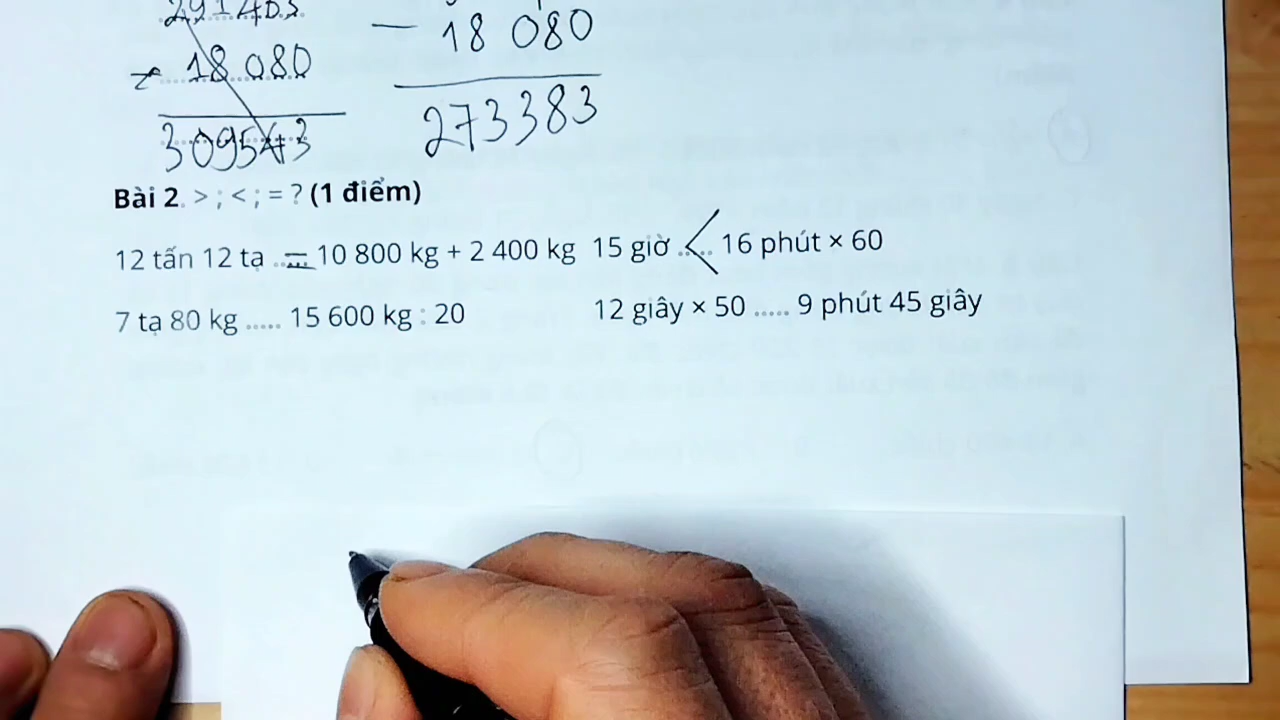 291463 - 18 080
+ 18 080
309543 273383
Bài 2. > ; < ; = ? (1 điểm)
12 tấn 12 tạ ..=.. 10 800 kg + 2 400 kg 15 giờ ..<... 16 phút × 60
7 tạ 80 kg ..... 15 600 kg : 20 12 giây × 50 ..... 9 phút 45 giây